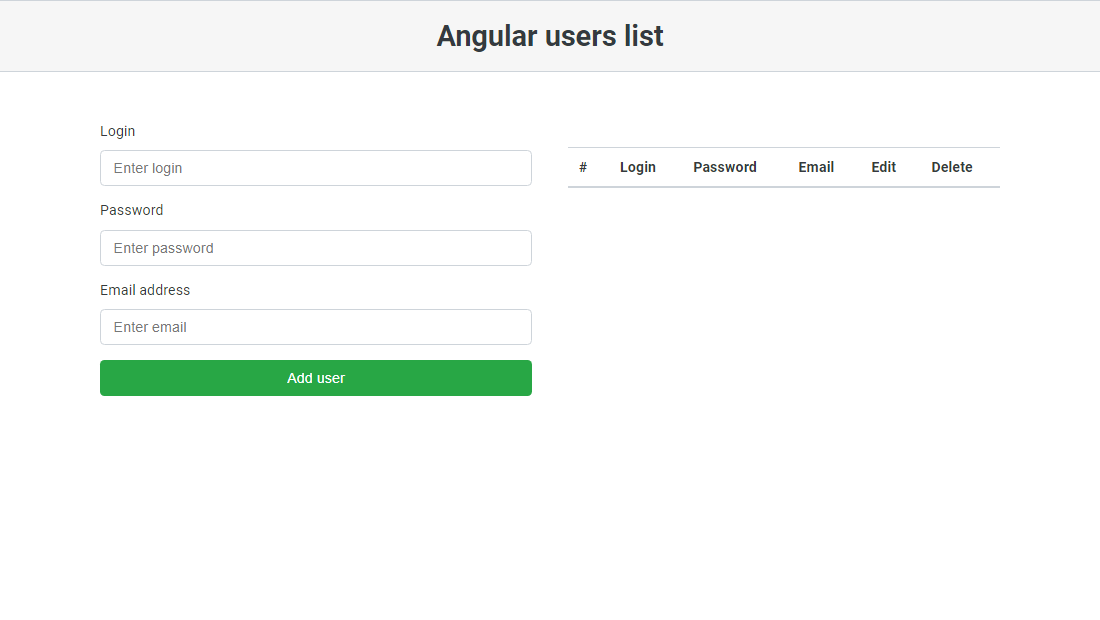 Angular users list
Login
Enter login
Password
Enter password
Email address
Enter email
Add user
# Login Password Email Edit Delete